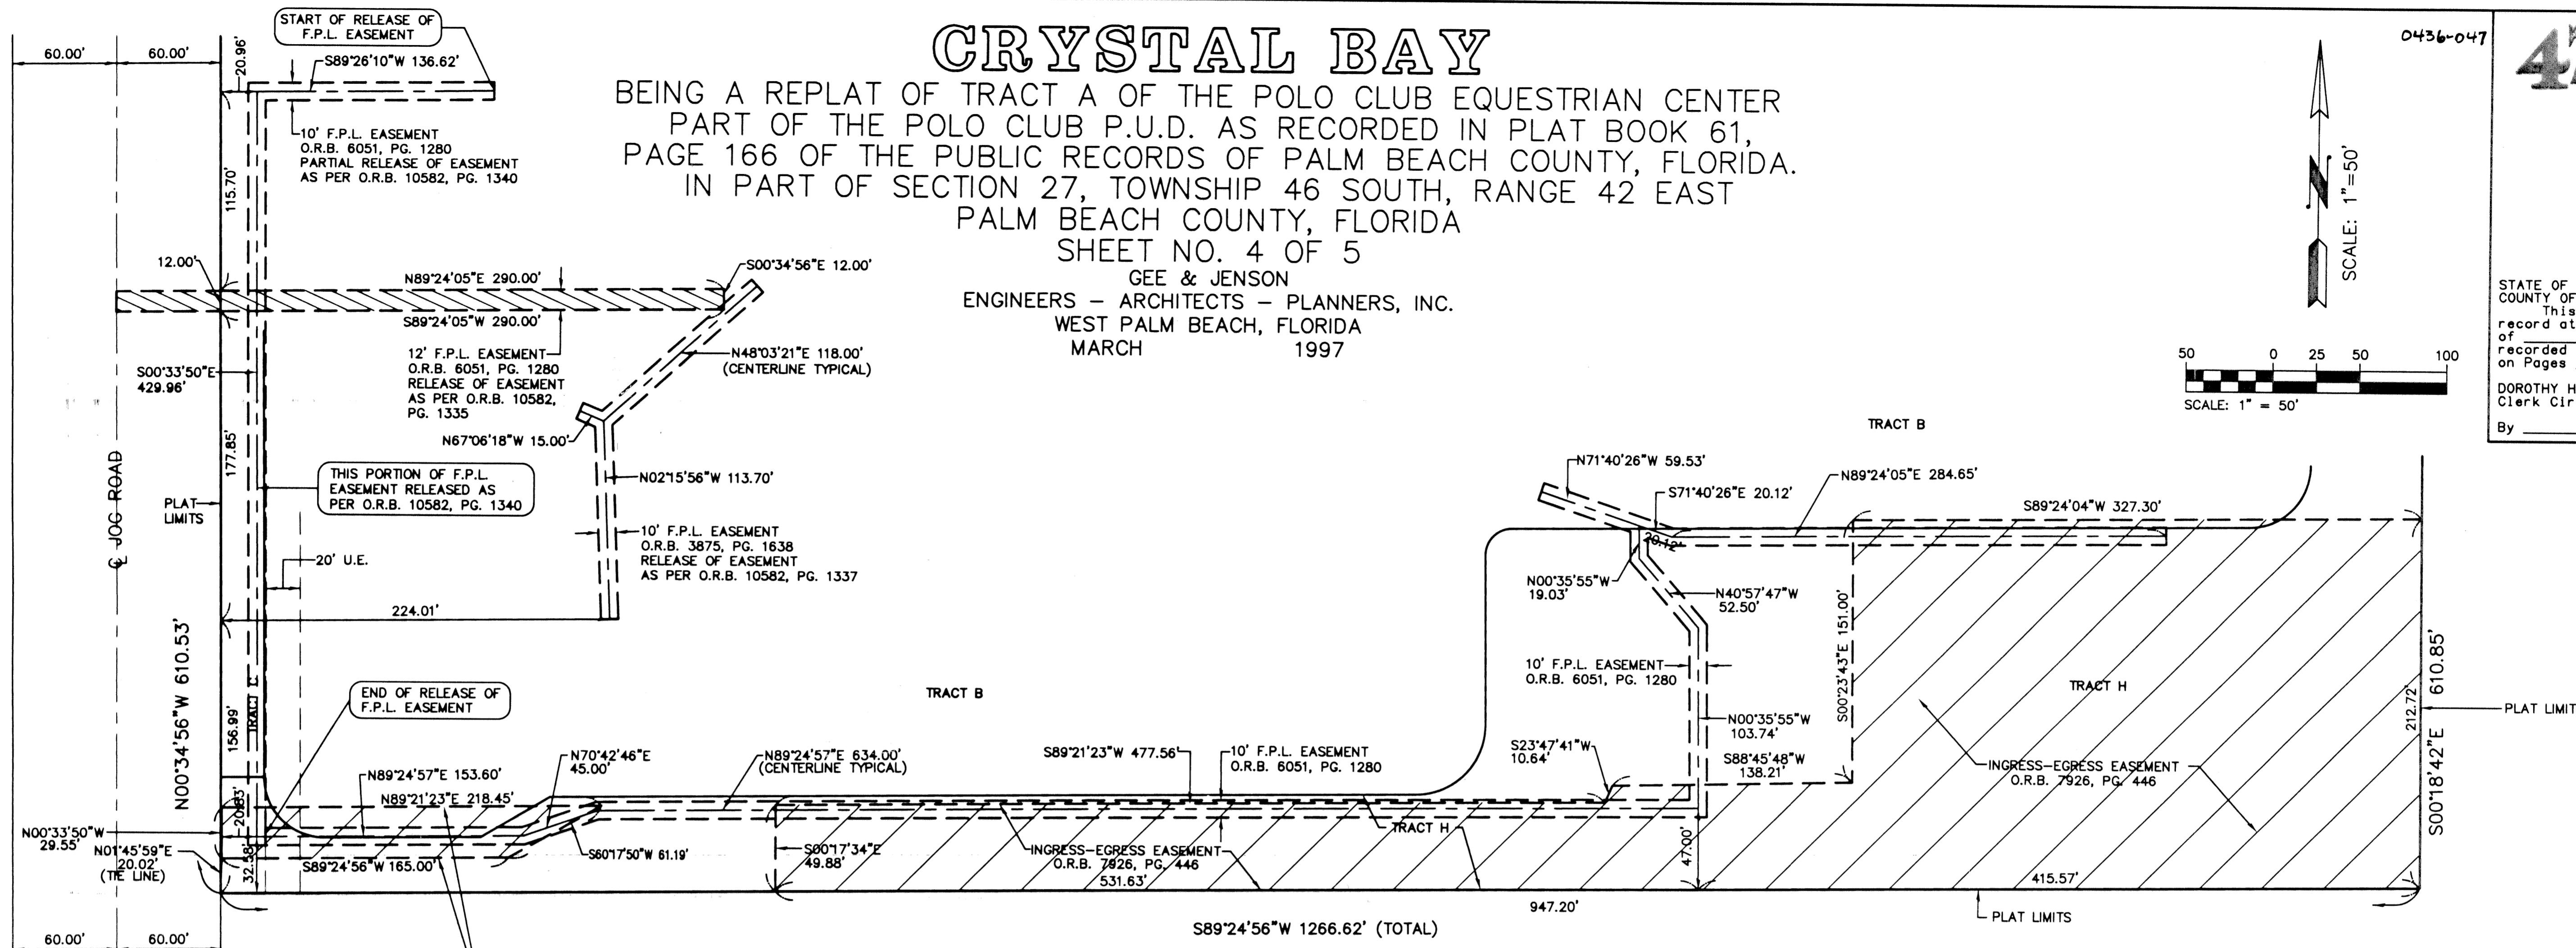 CRYSTAL BAY
BEING A REPLAT OF TRACT A OF THE POLO CLUB EQUESTRIAN CENTER
PART OF THE POLO CLUB P.U.D. AS RECORDED IN PLAT BOOK 61,
PAGE 166 OF THE PUBLIC RECORDS OF PALM BEACH COUNTY, FLORIDA.
IN PART OF SECTION 27, TOWNSHIP 46 SOUTH, RANGE 42 EAST
PALM BEACH COUNTY, FLORIDA
SHEET NO. 4 OF 5
GEE & JENSON
ENGINEERS – ARCHITECTS – PLANNERS, INC.
WEST PALM BEACH, FLORIDA
MARCH 1997
0436-047
47
STATE OF
COUNTY OF
This
record at
of
recorded
on Pages
DOROTHY H
Clerk Cir
By
N
SCALE: 1"=50'
50 0 25 50 100
SCALE: 1" = 50'
60.00'
60.00'
20.96'
START OF RELEASE OF
F.P.L. EASEMENT
S89°26'10"W 136.62'
10' F.P.L. EASEMENT
O.R.B. 6051, PG. 1280
PARTIAL RELEASE OF EASEMENT
AS PER O.R.B. 10582, PG. 1340
115.70'
12.00'
N89°24'05"E 290.00'
S00°34'56"E 12.00'
S89°24'05"W 290.00'
12' F.P.L. EASEMENT
O.R.B. 6051, PG. 1280
RELEASE OF EASEMENT
AS PER O.R.B. 10582,
PG. 1335
N48°03'21"E 118.00'
(CENTERLINE TYPICAL)
S00°33'50"E
429.96'
N67°06'18"W 15.00'
177.85'
THIS PORTION OF F.P.L.
EASEMENT RELEASED AS
PER O.R.B. 10582, PG. 1340
N02°15'56"W 113.70'
PLAT
LIMITS
℄ JOG ROAD
10' F.P.L. EASEMENT
O.R.B. 3875, PG. 1638
RELEASE OF EASEMENT
AS PER O.R.B. 10582, PG. 1337
20' U.E.
224.01'
N00°34'56"W 610.53'
156.99'
TRACT
END OF RELEASE OF
F.P.L. EASEMENT
TRACT B
TRACT B
N71°40'26"W 59.53'
S71°40'26"E 20.12'
N89°24'05"E 284.65'
S89°24'04"W 327.30'
20.12'
N00°35'55"W
19.03'
N40°57'47"W
52.50'
S00°23'43"E 151.00'
10' F.P.L. EASEMENT
O.R.B. 6051, PG. 1280
TRACT H
212.72'
S00°18'42"E 610.85'
PLAT LIMIT
N00°35'55"W
103.74'
S23°47'41"W
10.64'
S88°45'48"W
138.21'
INGRESS-EGRESS EASEMENT
O.R.B. 7926, PG. 446
N89°24'57"E 153.60'
N70°42'46"E
45.00'
N89°24'57"E 634.00'
(CENTERLINE TYPICAL)
S89°21'23"W 477.56'
10' F.P.L. EASEMENT
O.R.B. 6051, PG. 1280
N89°21'23"E 218.45'
N00°33'50"W
29.55'
N01°45'59"E
20.02'
(TIE LINE)
32.58'
S89°24'56"W 165.00'
S60°17'50"W 61.19'
S00°17'34"E
49.88'
INGRESS-EGRESS EASEMENT
O.R.B. 7926, PG. 446
531.63'
TRACT H
47.00'
415.57'
947.20'
PLAT LIMITS
S89°24'56"W 1266.62' (TOTAL)
60.00'
60.00'